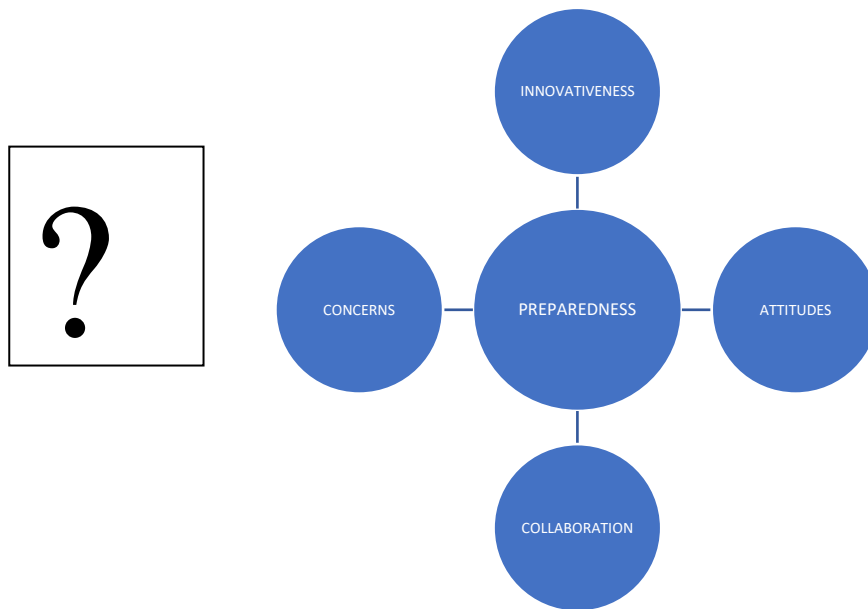 INNOVATIVENESS
?
CONCERNS
PREPAREDNESS
ATTITUDES
COLLABORATION